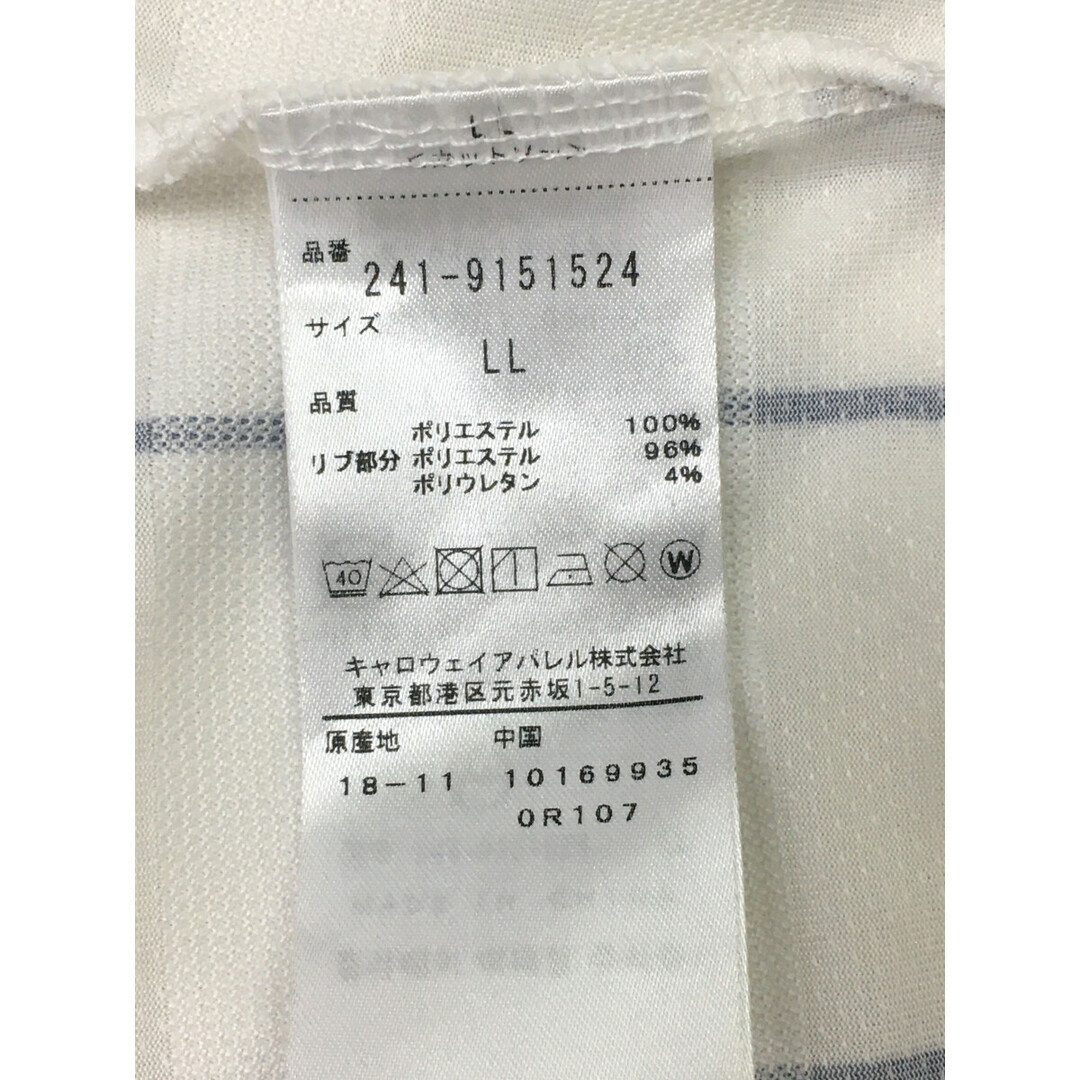 LL
品番
241-9151524
サイズ
LL
品質
ポリエステル 100%
リブ部分 ポリエステル 96%
ポリウレタン 4%
40
W
キャロウェイアパレル株式会社
東京都港区元赤坂1-5-12
原産地 中国
18-11 10169935
0R107